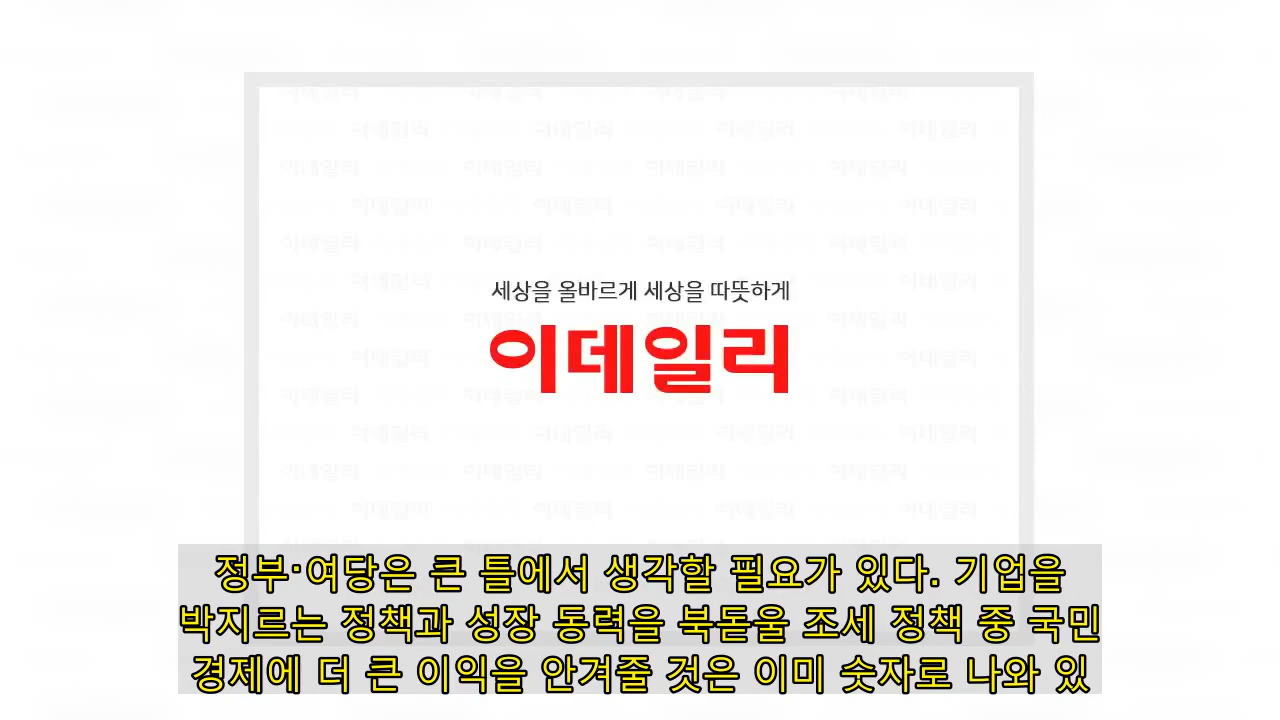 세상을 올바르게 세상을 따뜻하게
이데일리
정부·여당은 큰 틀에서 생각할 필요가 있다. 기업을
박지르는 정책과 성장 동력을 북돋울 조세 정책 중 국민
경제에 더 큰 이익을 안겨줄 것은 이미 숫자로 나와 있